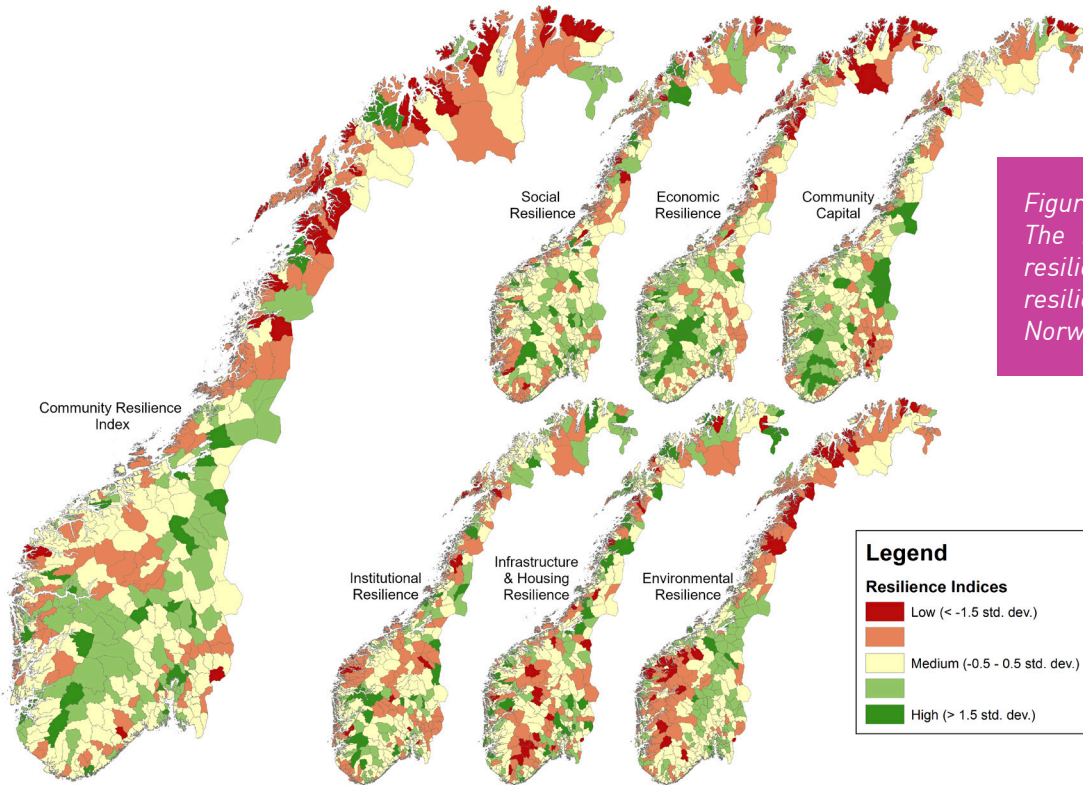 Social
Resilience
Economic
Resilience
Community
Capital
Figur
The
resilie
resilie
Norw
Community Resilience
Index
Institutional
Resilience
Infrastructure
& Housing
Resilience
Environmental
Resilience
Legend
Resilience Indices
Low (< -1.5 std. dev.)
Medium (-0.5 - 0.5 std. dev.)
High (> 1.5 std. dev.)